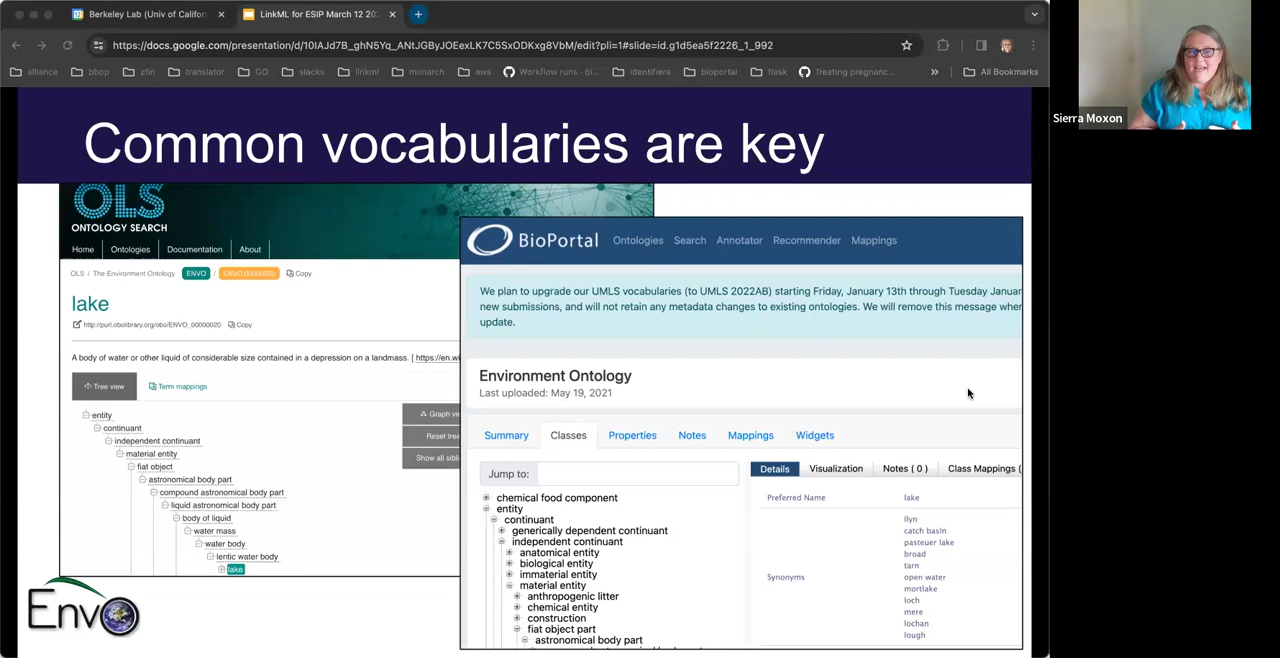 Berkeley Lab (Univ of Califor
LinkML for ESIP March 12 202
https://docs.google.com/presentation/d/10IAJd7B_ghN5Yq_ANtJGByJOEexLK7C5SxODKxg8VbM/edit?pli=1#slide=id.g1d5ea5f2226_1_992
alliance
bbop
zfin
translator
GO
slacks
linkml
monarch
aws
Workflow runs · bi...
identifiers
bioportal
flask
Treating pregnanc...
»
All Bookmarks
Sierra Moxon
Common vocabularies are key
OLS
ONTOLOGY SEARCH
Home
Ontologies
Documentation
About
OLS / The Environment Ontology ENVO / ENVO:00000020 Copy
lake
http://purl.obolibrary.org/obo/ENVO_00000020 Copy
A body of water or other liquid of considerable size contained in a depression on a landmass. [ https://en.wi
Tree view
Term mappings
entity
continuant
independent continuant
material entity
fiat object
astronomical body part
compound astronomical body part
liquid astronomical body part
body of liquid
water mass
water body
lentic water body
lake
Graph vi
Reset tree
Show all sibli
EnvO
BioPortal Ontologies Search Annotator Recommender Mappings
We plan to upgrade our UMLS vocabularies (to UMLS 2022AB) starting Friday, January 13th through Tuesday Januar
new submissions, and will not retain any metadata changes to existing ontologies. We will remove this message wher
update.
Environment Ontology
Last uploaded: May 19, 2021
Summary
Classes
Properties
Notes
Mappings
Widgets
Jump to:
chemical food component
entity
continuant
generically dependent continuant
independent continuant
anatomical entity
biological entity
immaterial entity
material entity
anthropogenic litter
chemical entity
construction
fiat object part
astronomical body part
Details
Visualization
Notes ( 0 )
Class Mappings (
Preferred Name
lake
Synonyms
llyn
catch basin
pasteuer lake
broad
tarn
open water
mortlake
loch
mere
lochan
lough